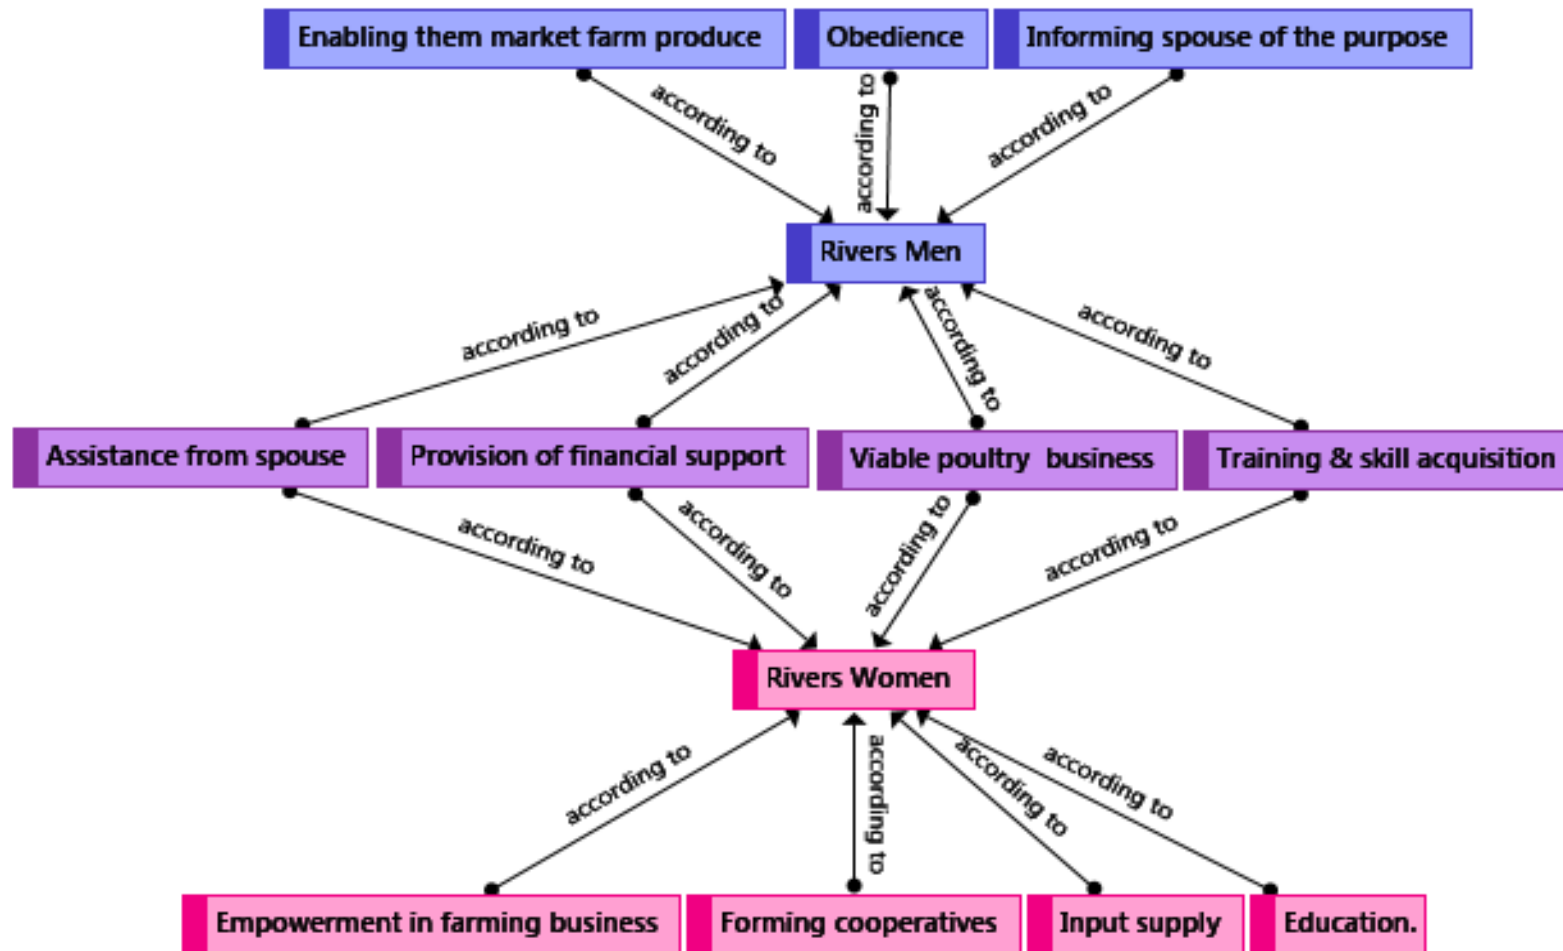 Enabling them market farm produce
Obedience
Informing spouse of the purpose
according to
according to
according to
Rivers Men
according to
according to
according to
according to
Assistance from spouse
Provision of financial support
Viable poultry business
Training & skill acquisition
according to
according to
according to
according to
Rivers Women
according to
according to
according to
according to
Empowerment in farming business
Forming cooperatives
Input supply
Education.